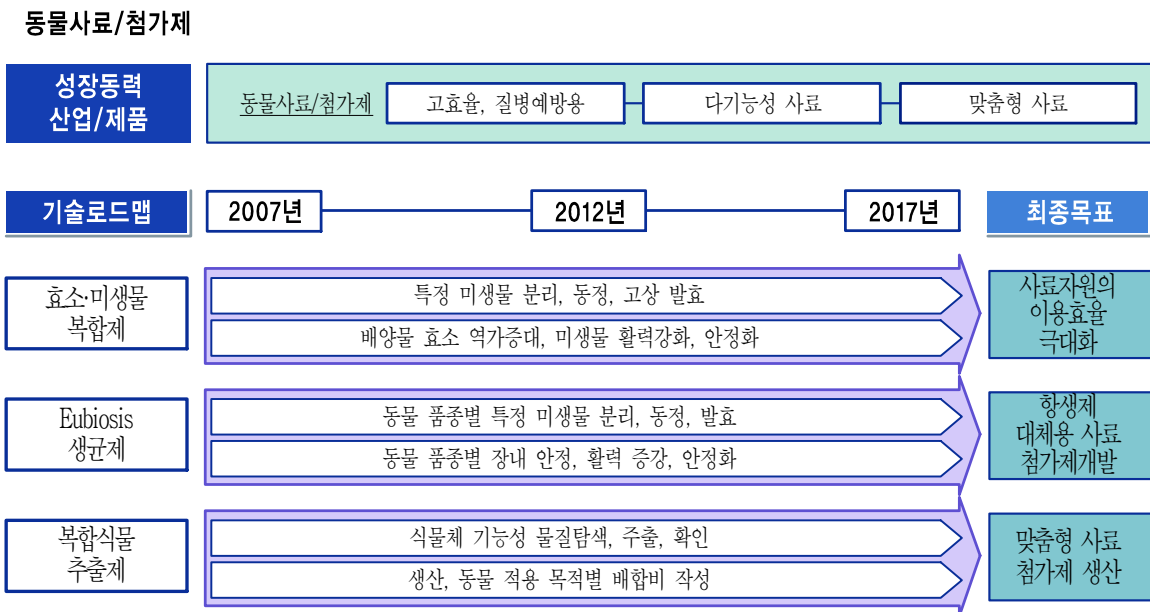 동물사료/첨가제
성장동력
산업/제품
동물사료/첨가제
고효율, 질병예방용
다기능성 사료
맞춤형 사료
기술로드맵
2007년
2012년
2017년
최종목표
효소·미생물
복합제
특정 미생물 분리, 동정, 고상 발효
배양물 효소 역가증대, 미생물 활력강화, 안정화
사료자원의
이용효율
극대화
Eubiosis
생균제
동물 품종별 특정 미생물 분리, 동정, 발효
동물 품종별 장내 안정, 활력 증강, 안정화
항생제
대체용 사료
첨가제개발
복합식물
추출제
식물체 기능성 물질탐색, 추출, 확인
생산, 동물 적용 목적별 배합비 작성
맞춤형 사료
첨가제 생산